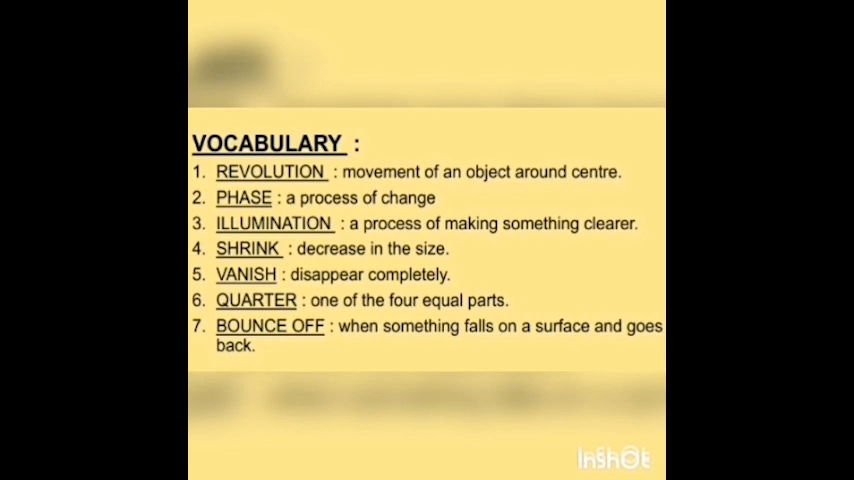 VOCABULARY :
1. REVOLUTION : movement of an object around centre.
2. PHASE : a process of change
3. ILLUMINATION : a process of making something clearer.
4. SHRINK : decrease in the size.
5. VANISH : disappear completely.
6. QUARTER : one of the four equal parts.
7. BOUNCE OFF : when something falls on a surface and goes
back.
InShOt